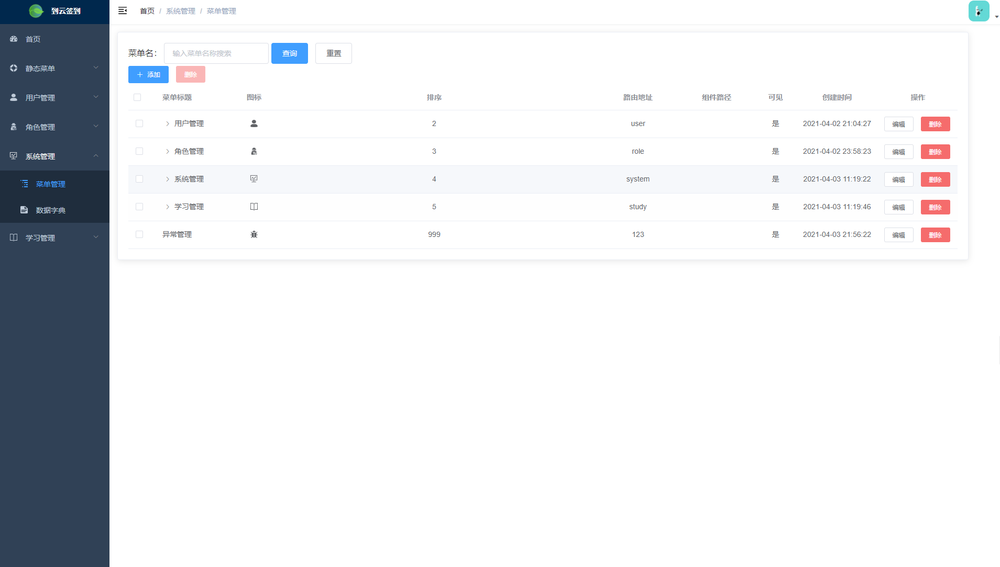 到云签到
首页 / 系统管理 / 菜单管理
首页
静态菜单
用户管理
角色管理
系统管理
菜单管理
数据字典
学习管理
菜单名： 输入菜单名称搜索 查询 重置
添加 删除
菜单标题 图标 排序 路由地址 组件路径 可见 创建时间 操作
用户管理 2 user 是 2021-04-02 21:04:27 编辑 删除
角色管理 3 role 是 2021-04-02 23:58:23 编辑 删除
系统管理 4 system 是 2021-04-03 11:19:22 编辑 删除
学习管理 5 study 是 2021-04-03 11:19:46 编辑 删除
异常管理 999 123 是 2021-04-03 21:56:22 编辑 删除